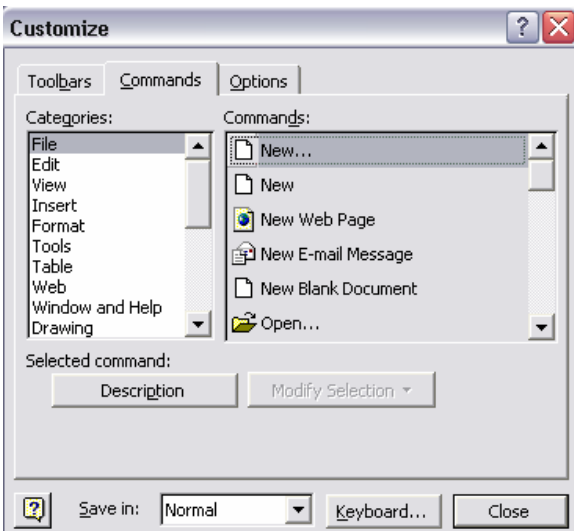 Customize
Toolbars Commands Options
Categories:
File
Edit
View
Insert
Format
Tools
Table
Web
Window and Help
Drawing
Commands:
New...
New
New Web Page
New E-mail Message
New Blank Document
Open...
Selected command:
Description Modify Selection
Save in: Normal Keyboard... Close